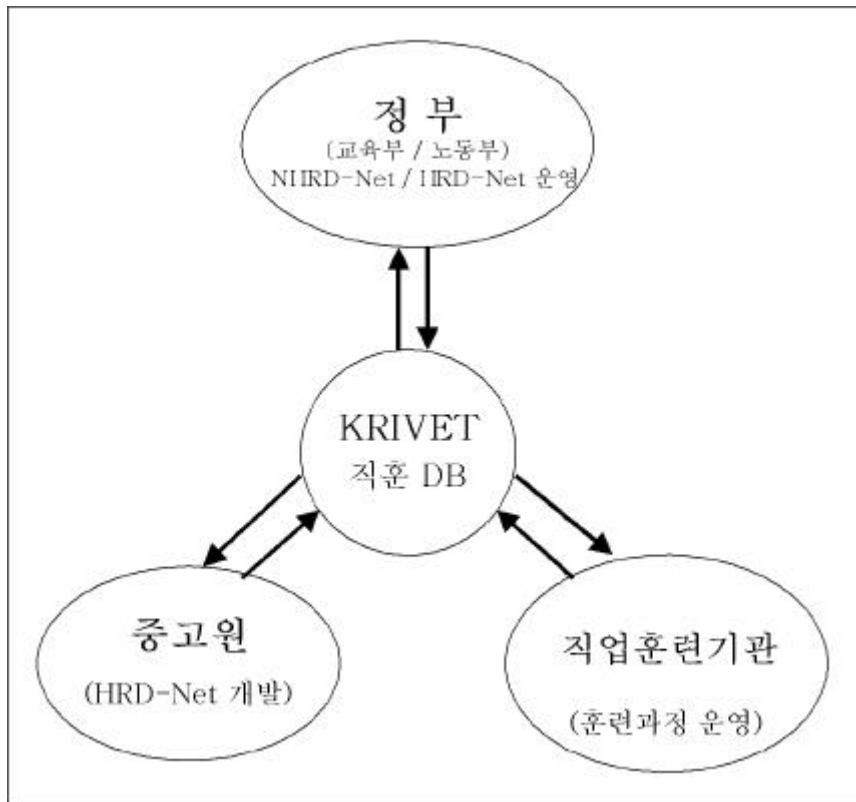 정 부
(교육부 / 노동부)
NHRD-Net / HRD-Net 운영
KRIVET
직훈 DB
중고원
(HRD-Net 개발)
직업훈련기관
(훈련과정 운영)